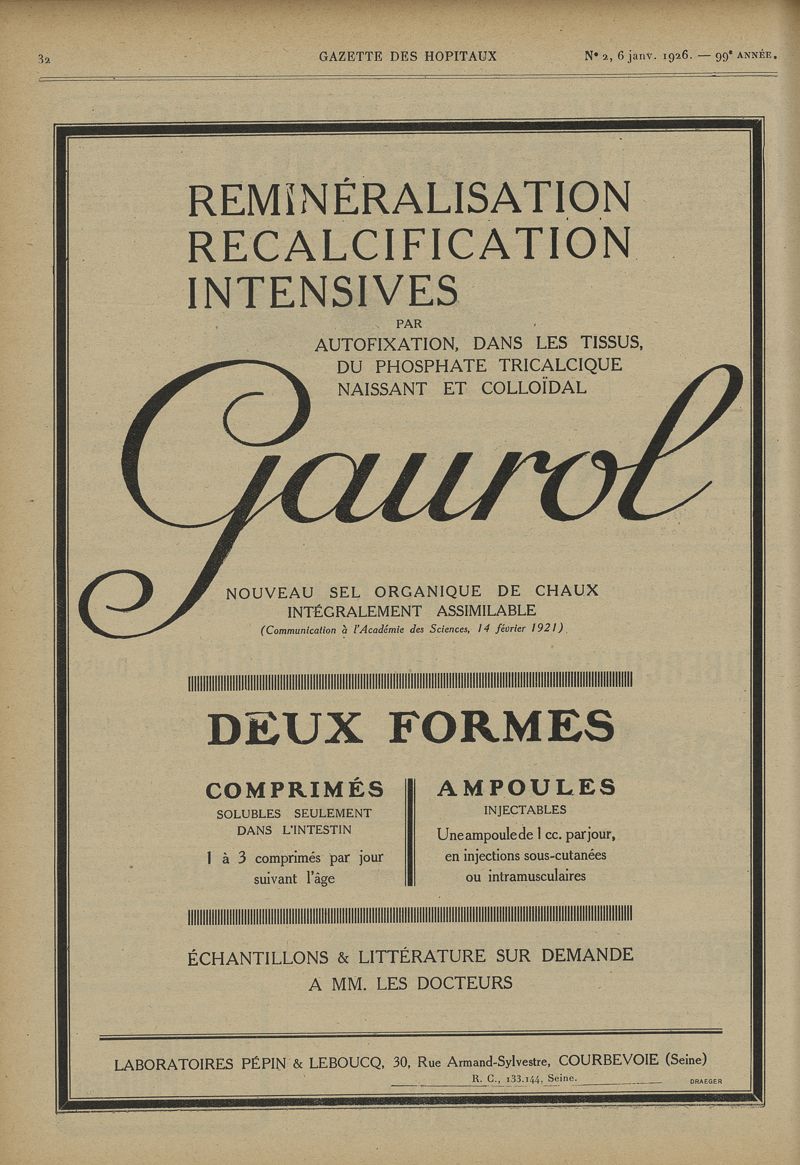 32
GAZETTE DES HOPITAUX
N° 2, 6 janv. 1926. — 99e ANNÉE.
REMINÉRALISATION
RECALCIFICATION
INTENSIVES
PAR
AUTOFIXATION, DANS LES TISSUS,
DU PHOSPHATE TRICALCIQUE
NAISSANT ET COLLOÏDAL
Gaurol
NOUVEAU SEL ORGANIQUE DE CHAUX
INTÉGRALEMENT ASSIMILABLE
(Communication à l'Académie des Sciences, 14 février 1921).
DEUX FORMES
COMPRIMÉS
SOLUBLES SEULEMENT
DANS L'INTESTIN
1 à 3 comprimés par jour
suivant l'âge
AMPOULES
INJECTABLES
Une ampoule de 1 cc. par jour,
en injections sous-cutanées
ou intramusculaires
ÉCHANTILLONS & LITTÉRATURE SUR DEMANDE
A MM. LES DOCTEURS
LABORATOIRES PÉPIN & LEBOUCQ, 30, Rue Armand-Sylvestre, COURBEVOIE (Seine)
R. C., 133.144, Seine.
DRAEGER